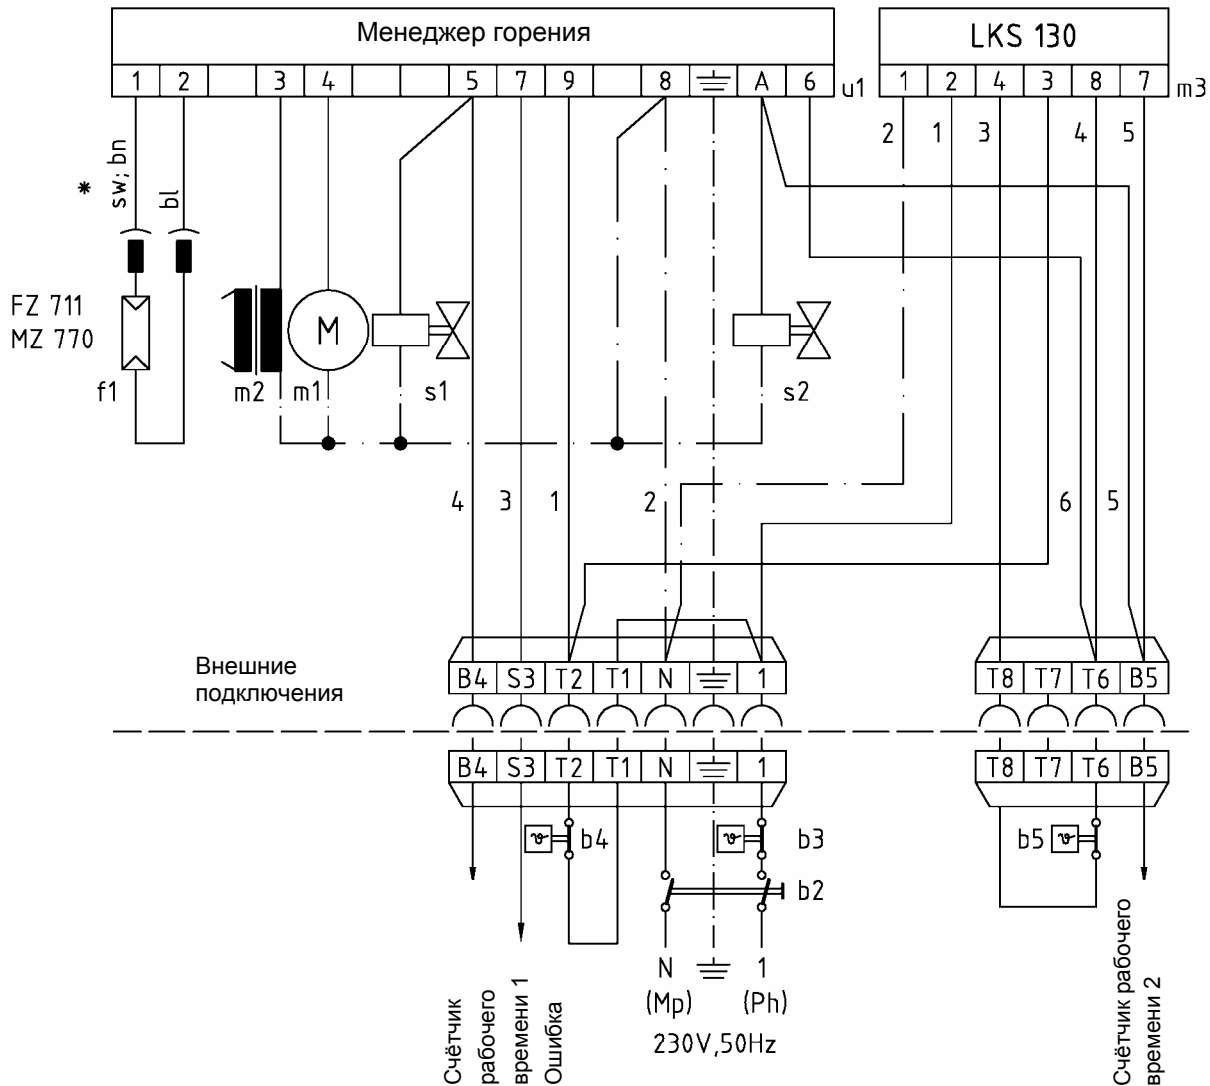 Менеджер горения
LKS 130
1 2 3 4 5 7 9 8 A 6 u1
1 2 4 3 8 7 m3
2 1 3 4 5
*
sw; bn
bl
FZ 711
MZ 770
M
f1 m2 m1 s1 s2
4 3 1 2 6 5
Внешние
подключения
B4 S3 T2 T1 N 1
T8 T7 T6 B5
B4 S3 T2 T1 N 1
T8 T7 T6 B5
ϑ b4 ϑ b3 b5 ϑ
b2
N 1
(Mp) (Ph)
230V,50Hz
Счётчик
рабочего
времени 1
Ошибка
Счётчик рабочего
времени 2